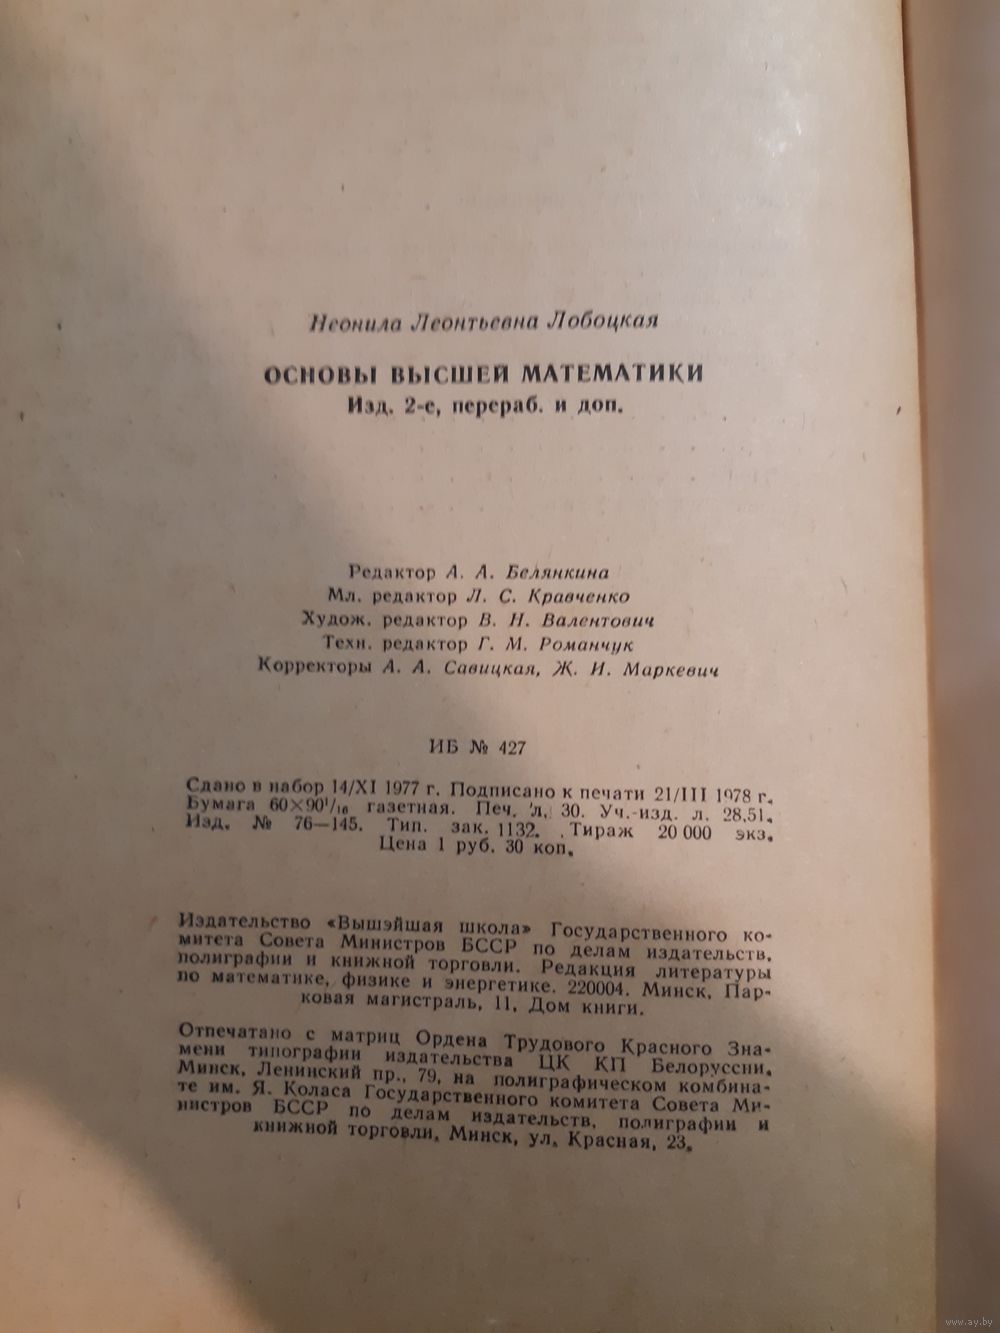 Неонила Леонтьевна Лобоцкая
ОСНОВЫ ВЫСШЕЙ МАТЕМАТИКИ
Изд. 2-е, перераб. и доп.
Редактор А. А. Белянкина
Мл. редактор Л. С. Кравченко
Худож. редактор В. Н. Валентович
Техн. редактор Г. М. Романчук
Корректоры А. А. Савицкая, Ж. И. Маркевич
ИБ № 427
Сдано в набор 14/XI 1977 г. Подписано к печати 21/III 1978 г.
Бумага 60×90¹/₁₆ газетная. Печ. л. 30. Уч.-изд. л. 28,51.
Изд. № 76—145. Тип. зак. 1132. Тираж 20 000 экз.
Цена 1 руб. 30 коп.
Издательство «Вышэйшая школа» Государственного ко-
митета Совета Министров БССР по делам издательств,
полиграфии и книжной торговли. Редакция литературы
по математике, физике и энергетике. 220004. Минск, Пар-
ковая магистраль, 11, Дом книги.
Отпечатано с матриц Ордена Трудового Красного Зна-
мени типографии издательства ЦК КП Белоруссии,
Минск, Ленинский пр., 79, на полиграфическом комбина-
те им. Я. Коласа Государственного комитета Совета Ми-
нистров БССР по делам издательств, полиграфии и
книжной торговли, Минск, ул. Красная, 23.
www.ay.by